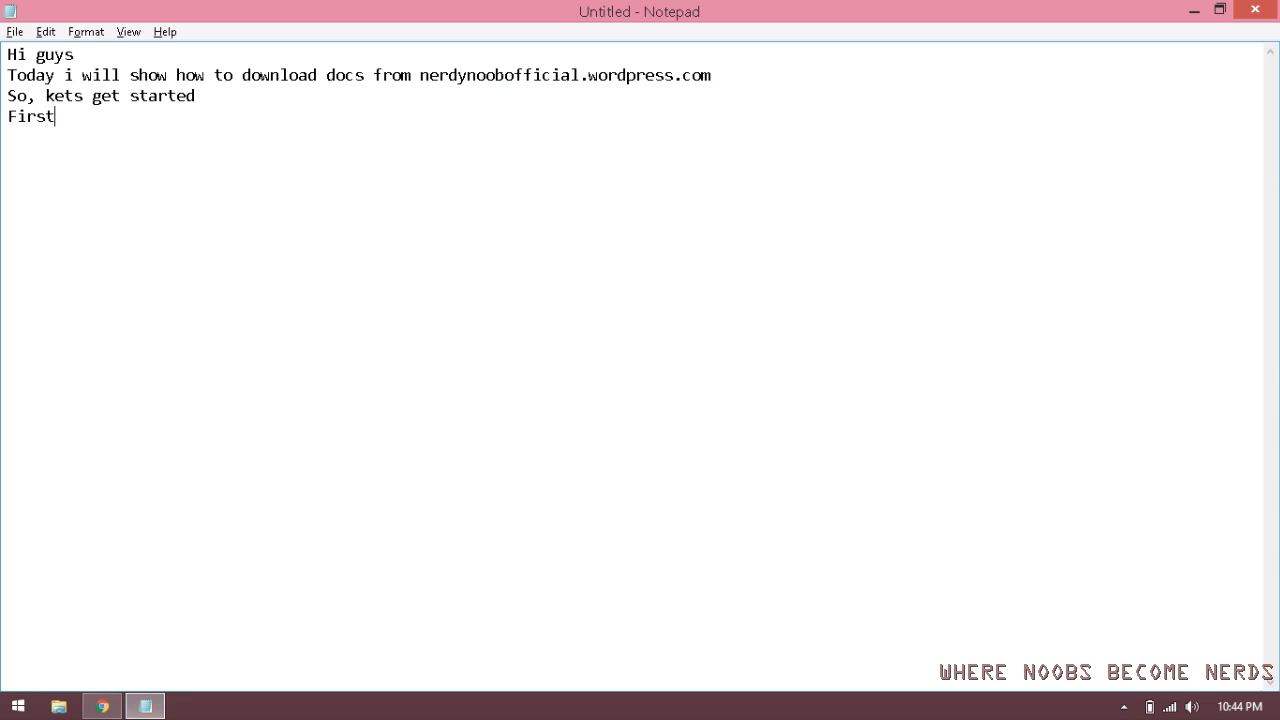 Untitled - Notepad
File Edit Format View Help
Hi guys
Today i will show how to download docs from nerdynoobofficial.wordpress.com
So, kets get started
First
WHERE NOOBS BECOME NERDS
10:44 PM